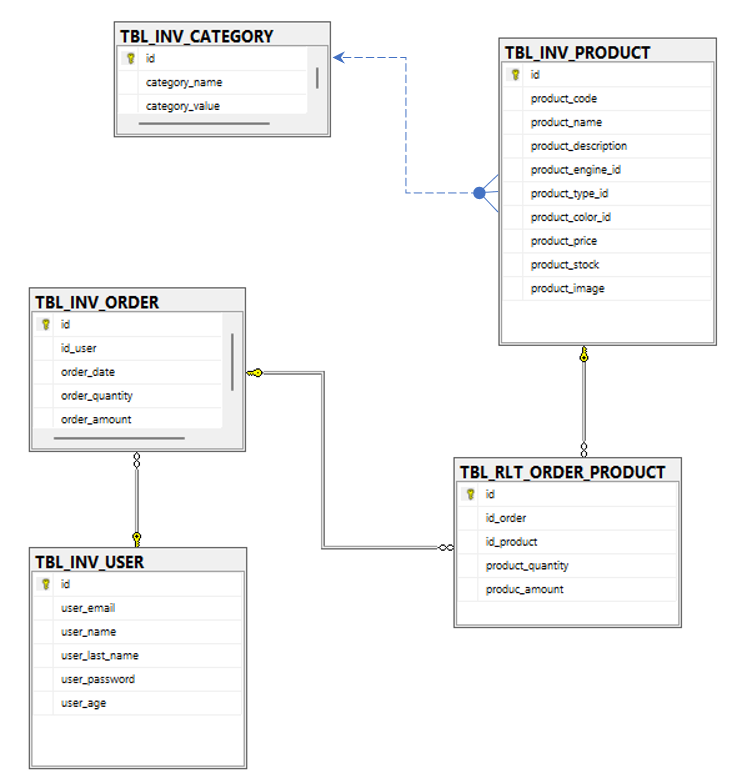 TBL_INV_CATEGORY
id
category_name
category_value
TBL_INV_PRODUCT
id
product_code
product_name
product_description
product_engine_id
product_type_id
product_color_id
product_price
product_stock
product_image
TBL_INV_ORDER
id
id_user
order_date
order_quantity
order_amount
TBL_RLT_ORDER_PRODUCT
id
id_order
id_product
product_quantity
produc_amount
TBL_INV_USER
id
user_email
user_name
user_last_name
user_password
user_age